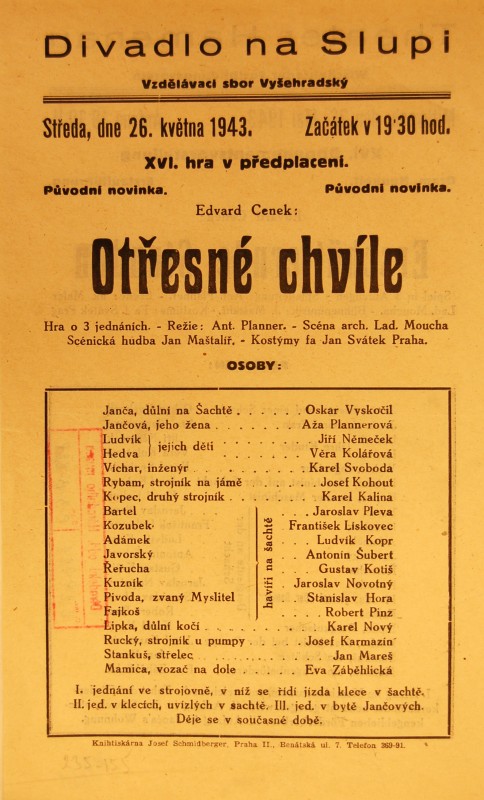 Divadlo na Slupi
Vzdělávací sbor Vyšehradský
Středa, dne 26. května 1943. Začátek v 19·30 hod.
XVI. hra v předplacení.
Původní novinka. Původní novinka.
Edvard Cenek:
Otřesné chvíle
Hra o 3 jednáních. - Režie: Ant. Planner. - Scéna arch. Lad. Moucha
Scénická hudba Jan Maštalíř. - Kostýmy fa Jan Svátek Praha.
OSOBY:
Janča, důlní na Šachtě . . . . . . Oskar Vyskočil
Jančová, jeho žena . . . . . . . . Aža Plannerová
Ludvík } jejich děti . . . . . . Jiří Němeček
Hedva } jejich děti . . . . . . Věra Kolářová
Víchar, inženýr . . . . . . . . Karel Svoboda
Rybam, strojník na jámě . . . . . Josef Kohout
Kopec, druhý strojník . . . . . . Karel Kalina
Bartel . . . Jaroslav Pleva
Kozubek František Lískovec
Adámek . . . Ludvík Kopr
Javorský . . Antonín Šubert
Řeřucha . . . Gustav Kotiš
Kuzník . . Jaroslav Novotný
Pivoda, zvaný Myslitel . . Stanislav Hora
Fajkoš . . . . Robert Pinz
havíři na šachtě
Lipka, důlní kočí . . . . . . . . Karel Nový
Rucký, strojník u pumpy . . . . . Josef Karmazín
Stankuš, střelec . . . . . . . . . Jan Mareš
Mamica, vozač na dole . . . . . . Eva Záběhlická
I. jednání ve strojovně, v níž se řídí jízda klece v šachtě.
II. jed. v klecích, uvízlých v sachtě. III. jed. v bytě Jančových.
Děje se v současné době.
Knihtiskárna Josef Schmidberger, Praha II., Benátská ul. 7. Telefon 369-91.